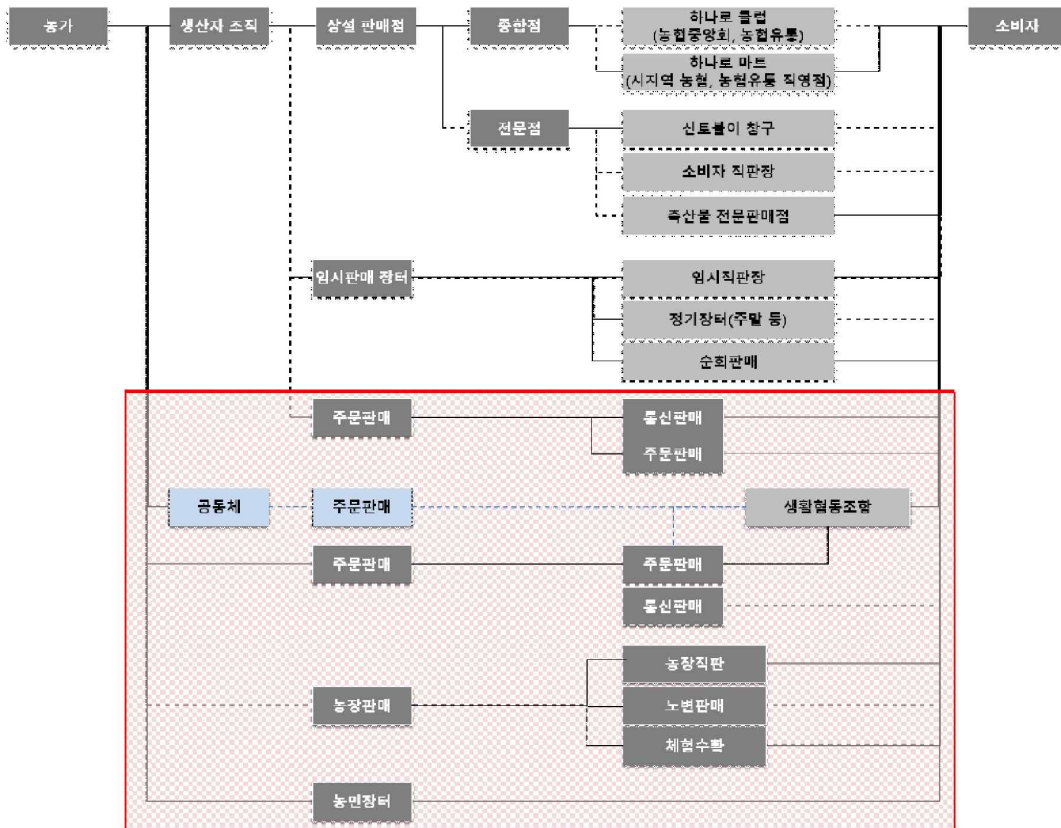 농가
생산자 조직
상설 판매점
종합점
하나로 클럽
(농협중앙회, 농협유통)
소비자
하나로 마트
(시지역 농협, 농협유통 직영점)
전문점
신토불이 창구
소비자 직판장
축산물 전문판매점
임시판매 장터
임시직판장
정기장터(주말 등)
순회판매
주문판매
통신판매
주문판매
공동체
주문판매
생활협동조합
주문판매
주문판매
통신판매
농장직판
농장판매
노변판매
체험수확
농민장터